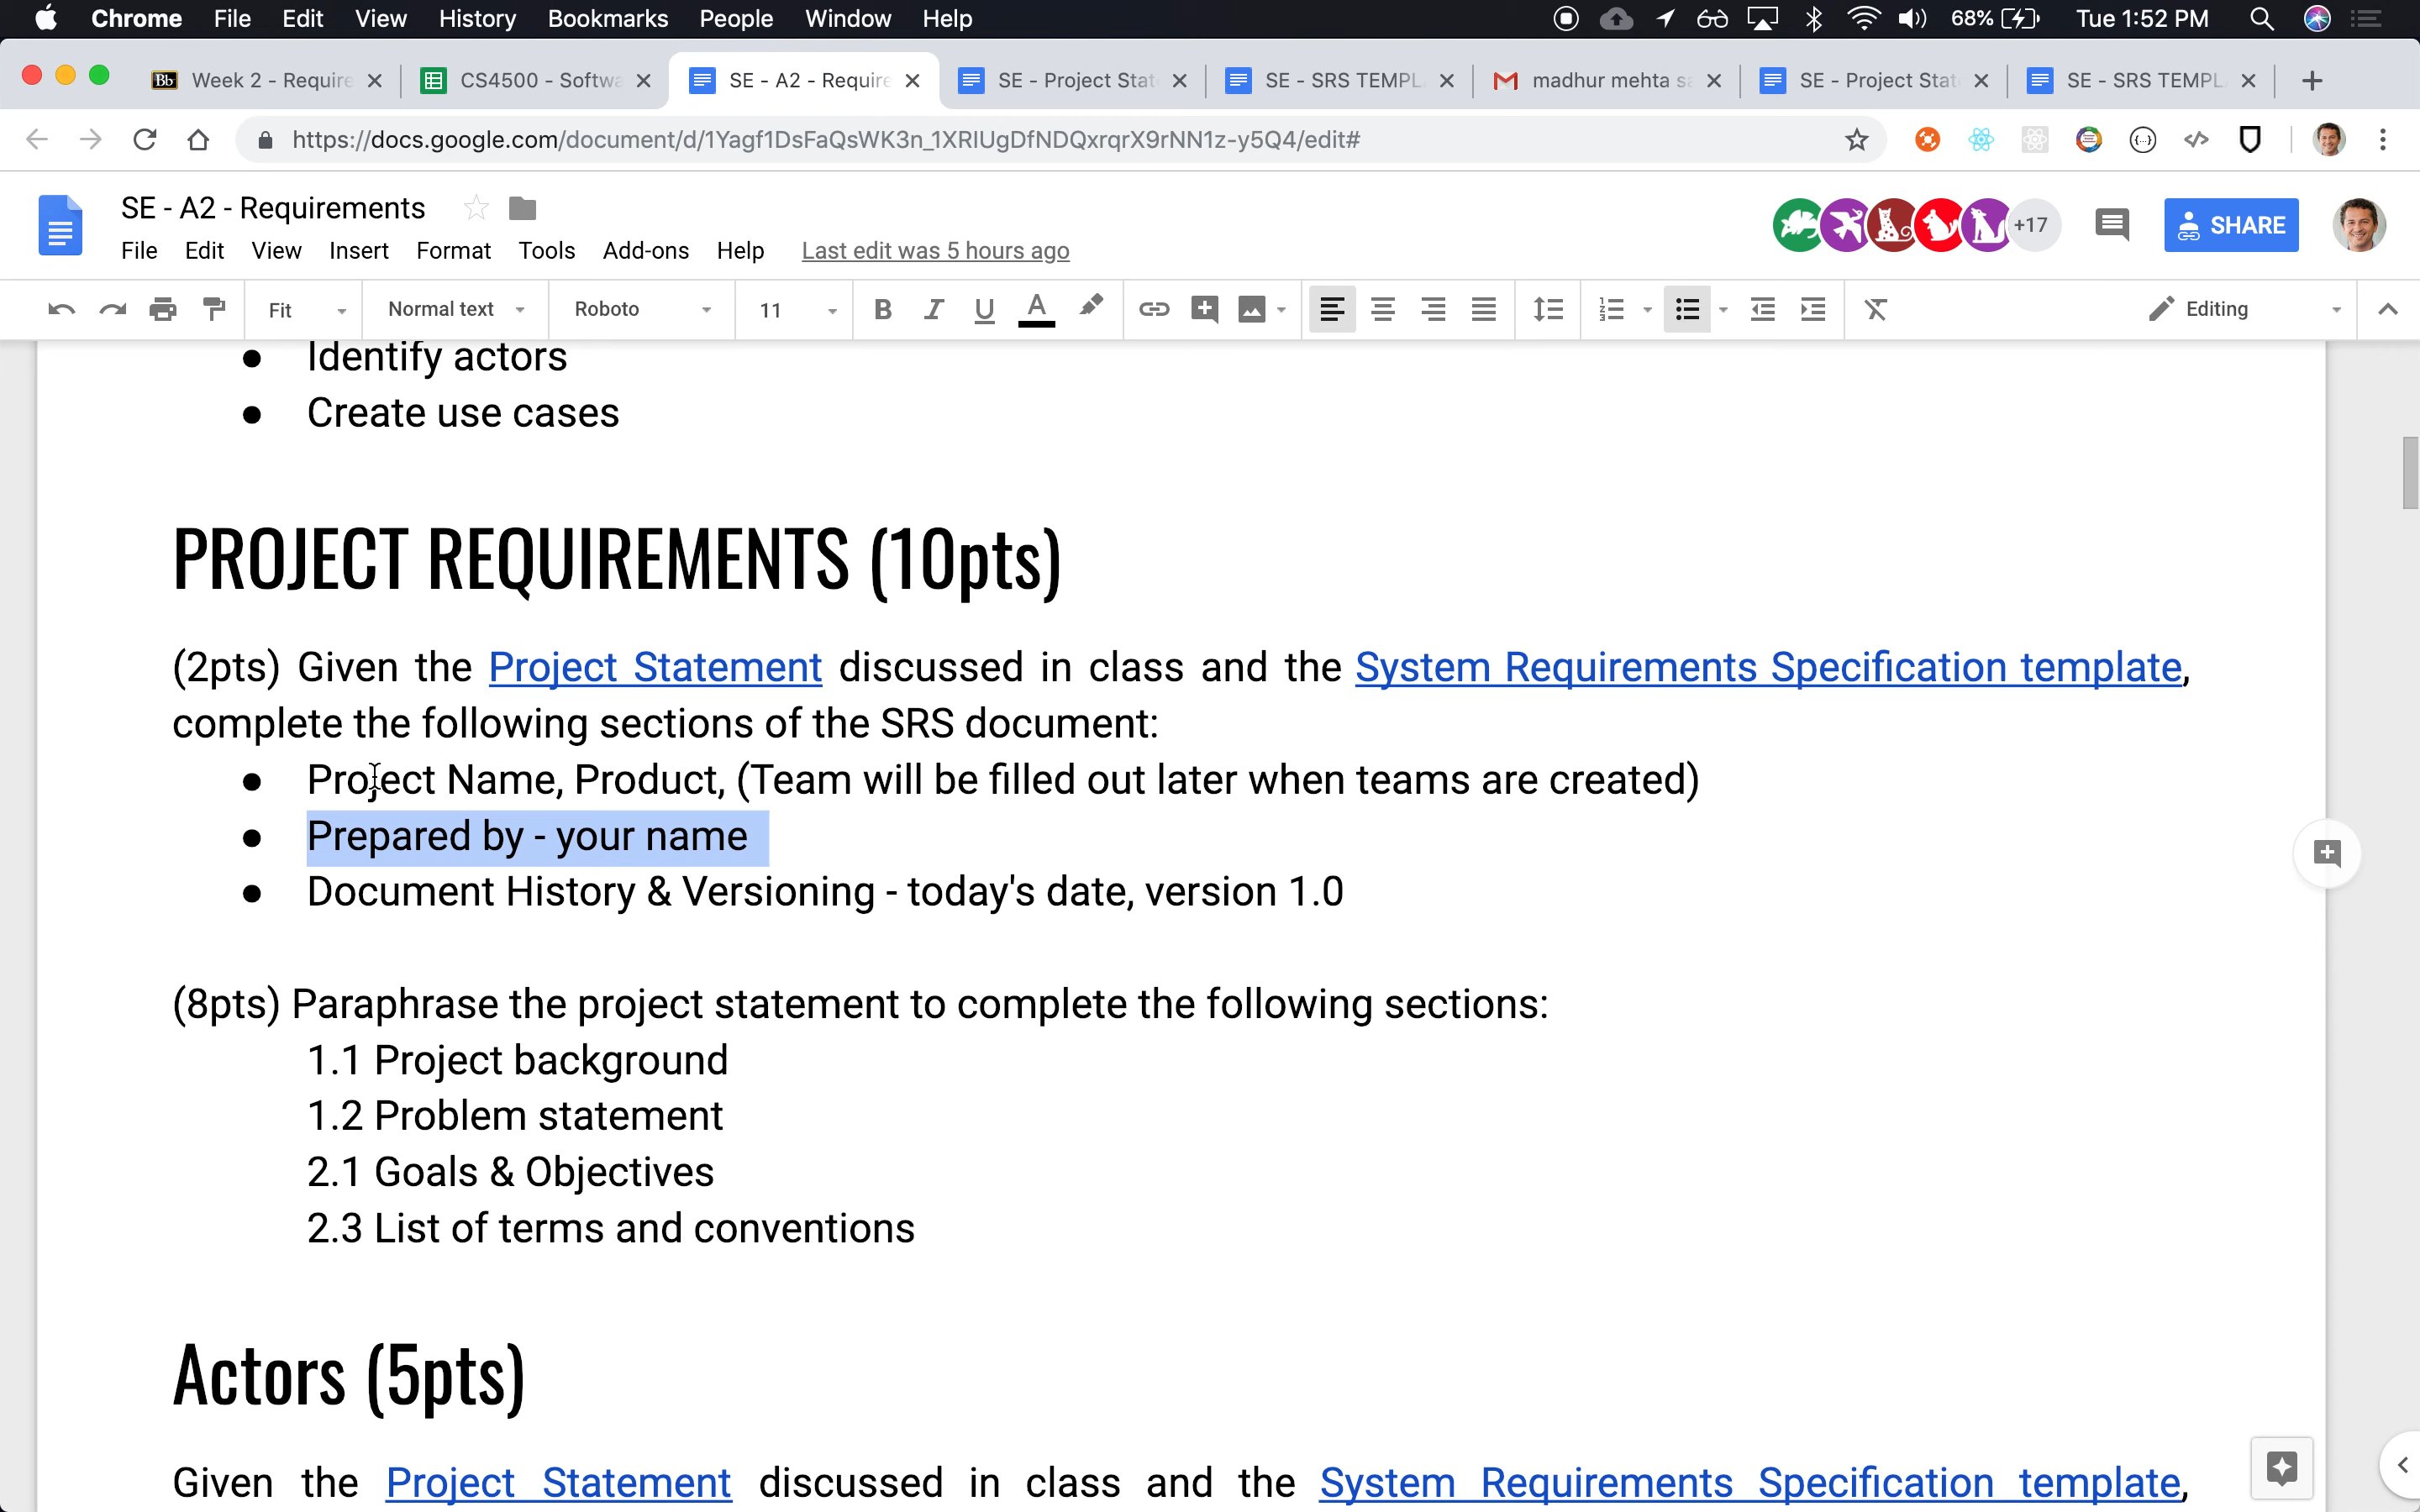 Chrome File Edit View History Bookmarks People Window Help 68% Tue 1:52 PM
Bb Week 2 - Require CS4500 - Softwa SE - A2 - Require SE - Project Stat SE - SRS TEMPL madhur mehta sa SE - Project Stat SE - SRS TEMPL
https://docs.google.com/document/d/1Yagf1DsFaQsWK3n_1XRIUgDfNDQxrqrX9rNN1z-y5Q4/edit#
SE - A2 - Requirements
+17 SHARE
File Edit View Insert Format Tools Add-ons Help Last edit was 5 hours ago
Fit Normal text Roboto 11 B I U A Editing
● Identify actors
● Create use cases
PROJECT REQUIREMENTS (10pts)
(2pts) Given the Project Statement discussed in class and the System Requirements Specification template,
complete the following sections of the SRS document:
● Project Name, Product, (Team will be filled out later when teams are created)
● Prepared by - your name
● Document History & Versioning - today's date, version 1.0
(8pts) Paraphrase the project statement to complete the following sections:
1.1 Project background
1.2 Problem statement
2.1 Goals & Objectives
2.3 List of terms and conventions
Actors (5pts)
Given the Project Statement discussed in class and the System Requirements Specification template,